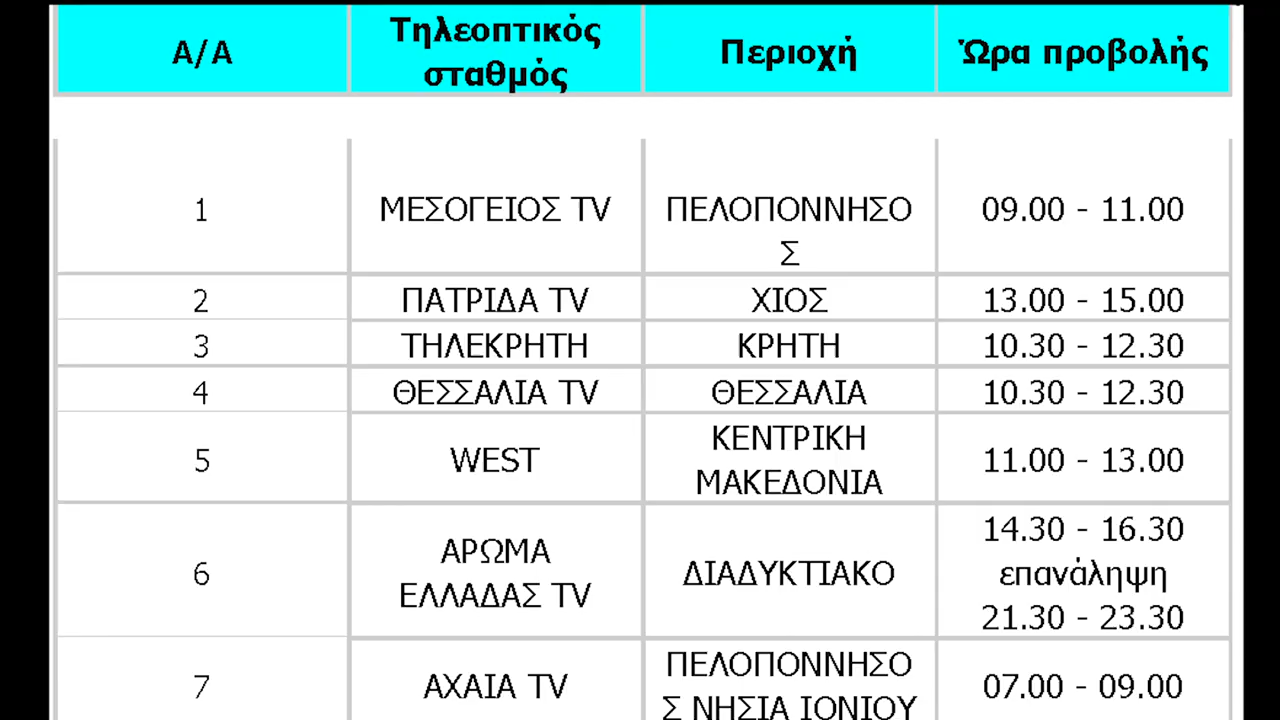 Α/Α
Τηλεοπτικός
σταθμός
Περιοχή
Ώρα προβολής
1
ΜΕΣΟΓΕΙΟΣ TV
ΠΕΛΟΠΟΝΝΗΣΟ
Σ
09.00 - 11.00
2
ΠΑΤΡΙΔΑ TV
ΧΙΟΣ
13.00 - 15.00
3
ΤΗΛΕΚΡΗΤΗ
ΚΡΗΤΗ
10.30 - 12.30
4
ΘΕΣΣΑΛΙΑ TV
ΘΕΣΣΑΛΙΑ
10.30 - 12.30
5
WEST
ΚΕΝΤΡΙΚΗ
ΜΑΚΕΔΟΝΙΑ
11.00 - 13.00
6
ΑΡΩΜΑ
ΕΛΛΑΔΑΣ TV
ΔΙΑΔΥΚΤΙΑΚΟ
14.30 - 16.30
επανάληψη
21.30 - 23.30
7
ΑΧΑΙΑ TV
ΠΕΛΟΠΟΝΝΗΣΟ
Σ ΝΗΣΙΑ ΙΟΝΙΟΥ
07.00 - 09.00